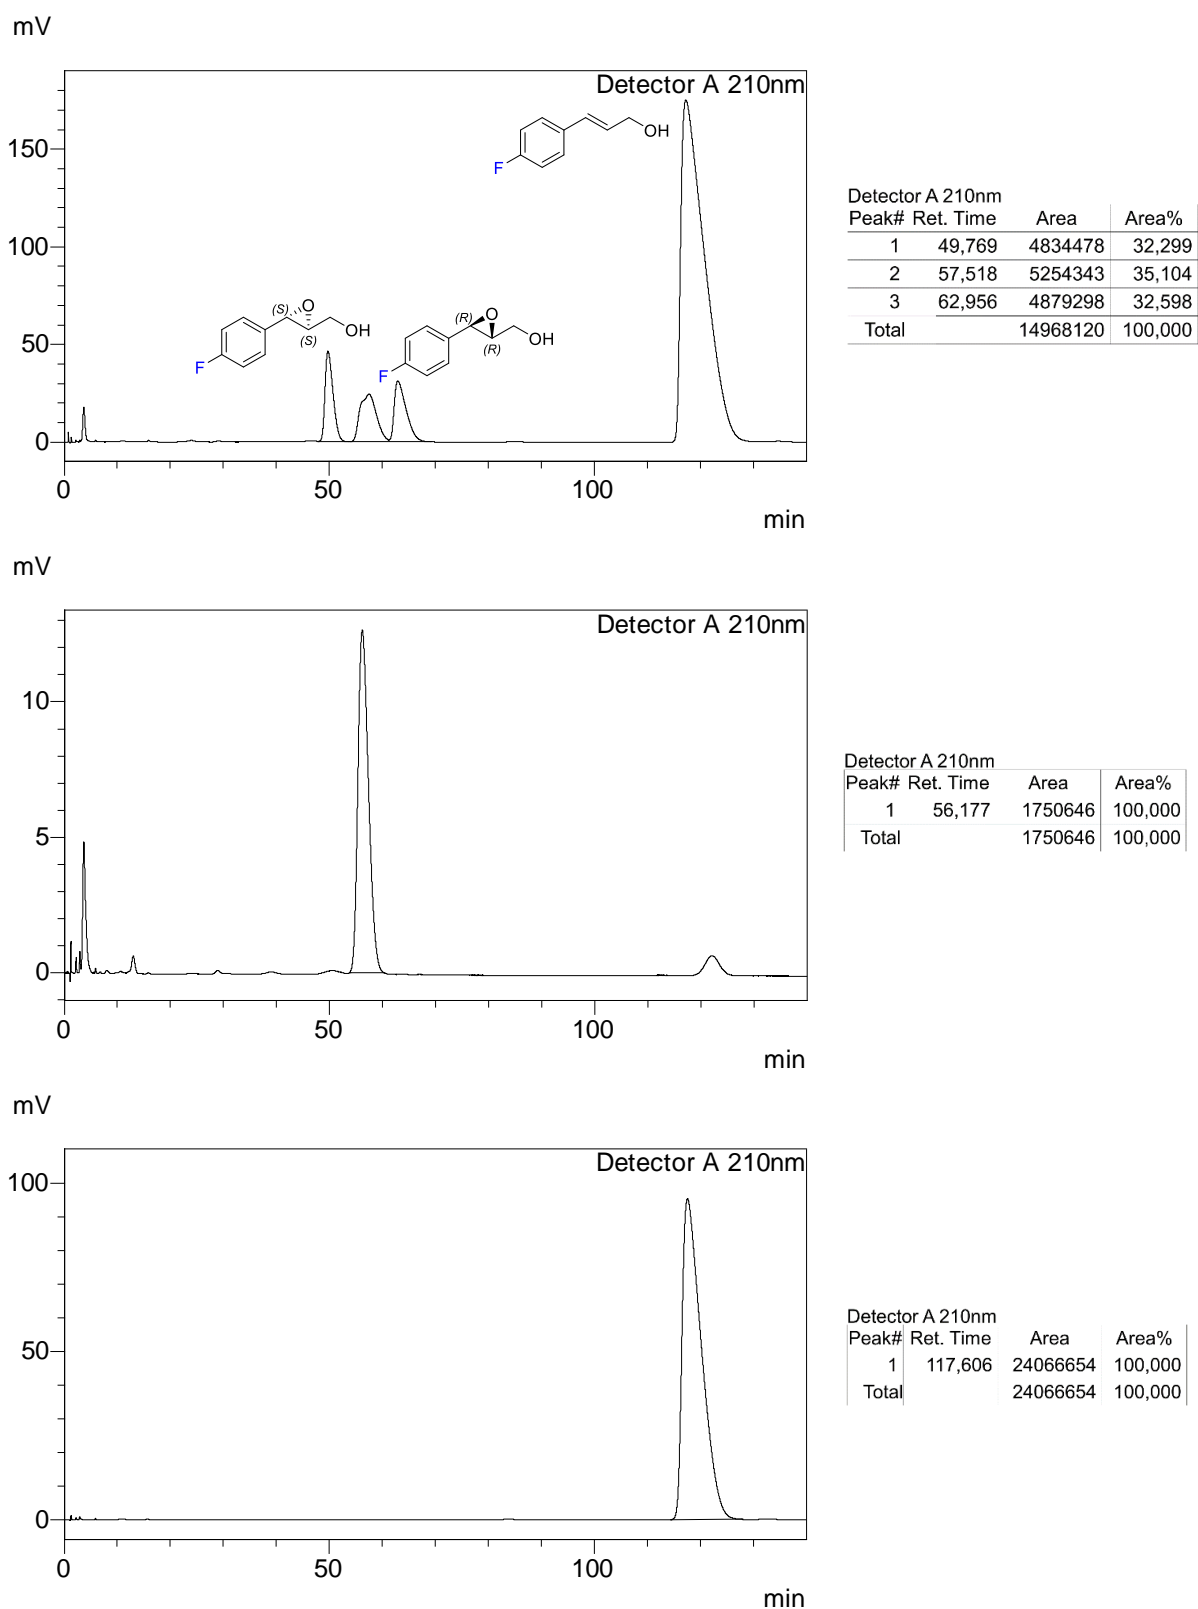 mV
Detector A 210nm
OH
F
150
100
50
0
(S) O
(S)
OH
F
(R) O
(R)
OH
F
0 50 100
min
Detector A 210nm
Peak# Ret. Time Area Area%
1 49,769 4834478 32,299
2 57,518 5254343 35,104
3 62,956 4879298 32,598
Total 14968120 100,000
mV
Detector A 210nm
10
5
0
0 50 100
min
Detector A 210nm
Peak# Ret. Time Area Area%
1 56,177 1750646 100,000
Total 1750646 100,000
mV
Detector A 210nm
100
50
0
0 50 100
min
Detector A 210nm
Peak# Ret. Time Area Area%
1 117,606 24066654 100,000
Total 24066654 100,000